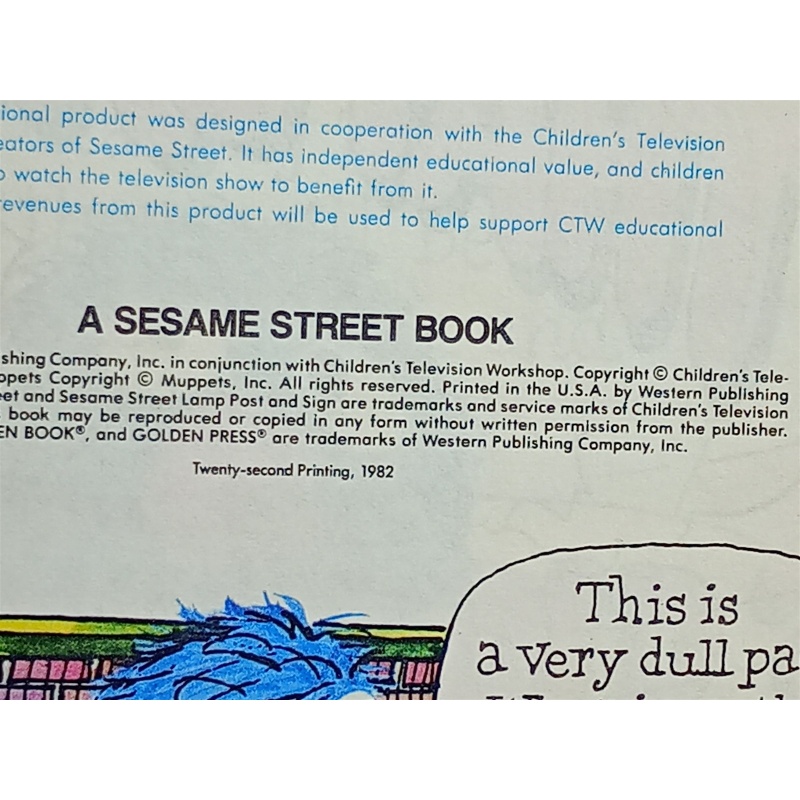 ional product was designed in cooperation with the Children's Television
eators of Sesame Street. It has independent educational value, and children
o watch the television show to benefit from it.
revenues from this product will be used to help support CTW educational
A SESAME STREET BOOK
shing Company, Inc. in conjunction with Children's Television Workshop. Copyright © Children's Tele-
ppets Copyright © Muppets, Inc. All rights reserved. Printed in the U.S.A. by Western Publishing
et and Sesame Street Lamp Post and Sign are trademarks and service marks of Children's Television
book may be reproduced or copied in any form without written permission from the publisher.
EN BOOK®, and GOLDEN PRESS® are trademarks of Western Publishing Company, Inc.
Twenty-second Printing, 1982
This is
a very dull pa